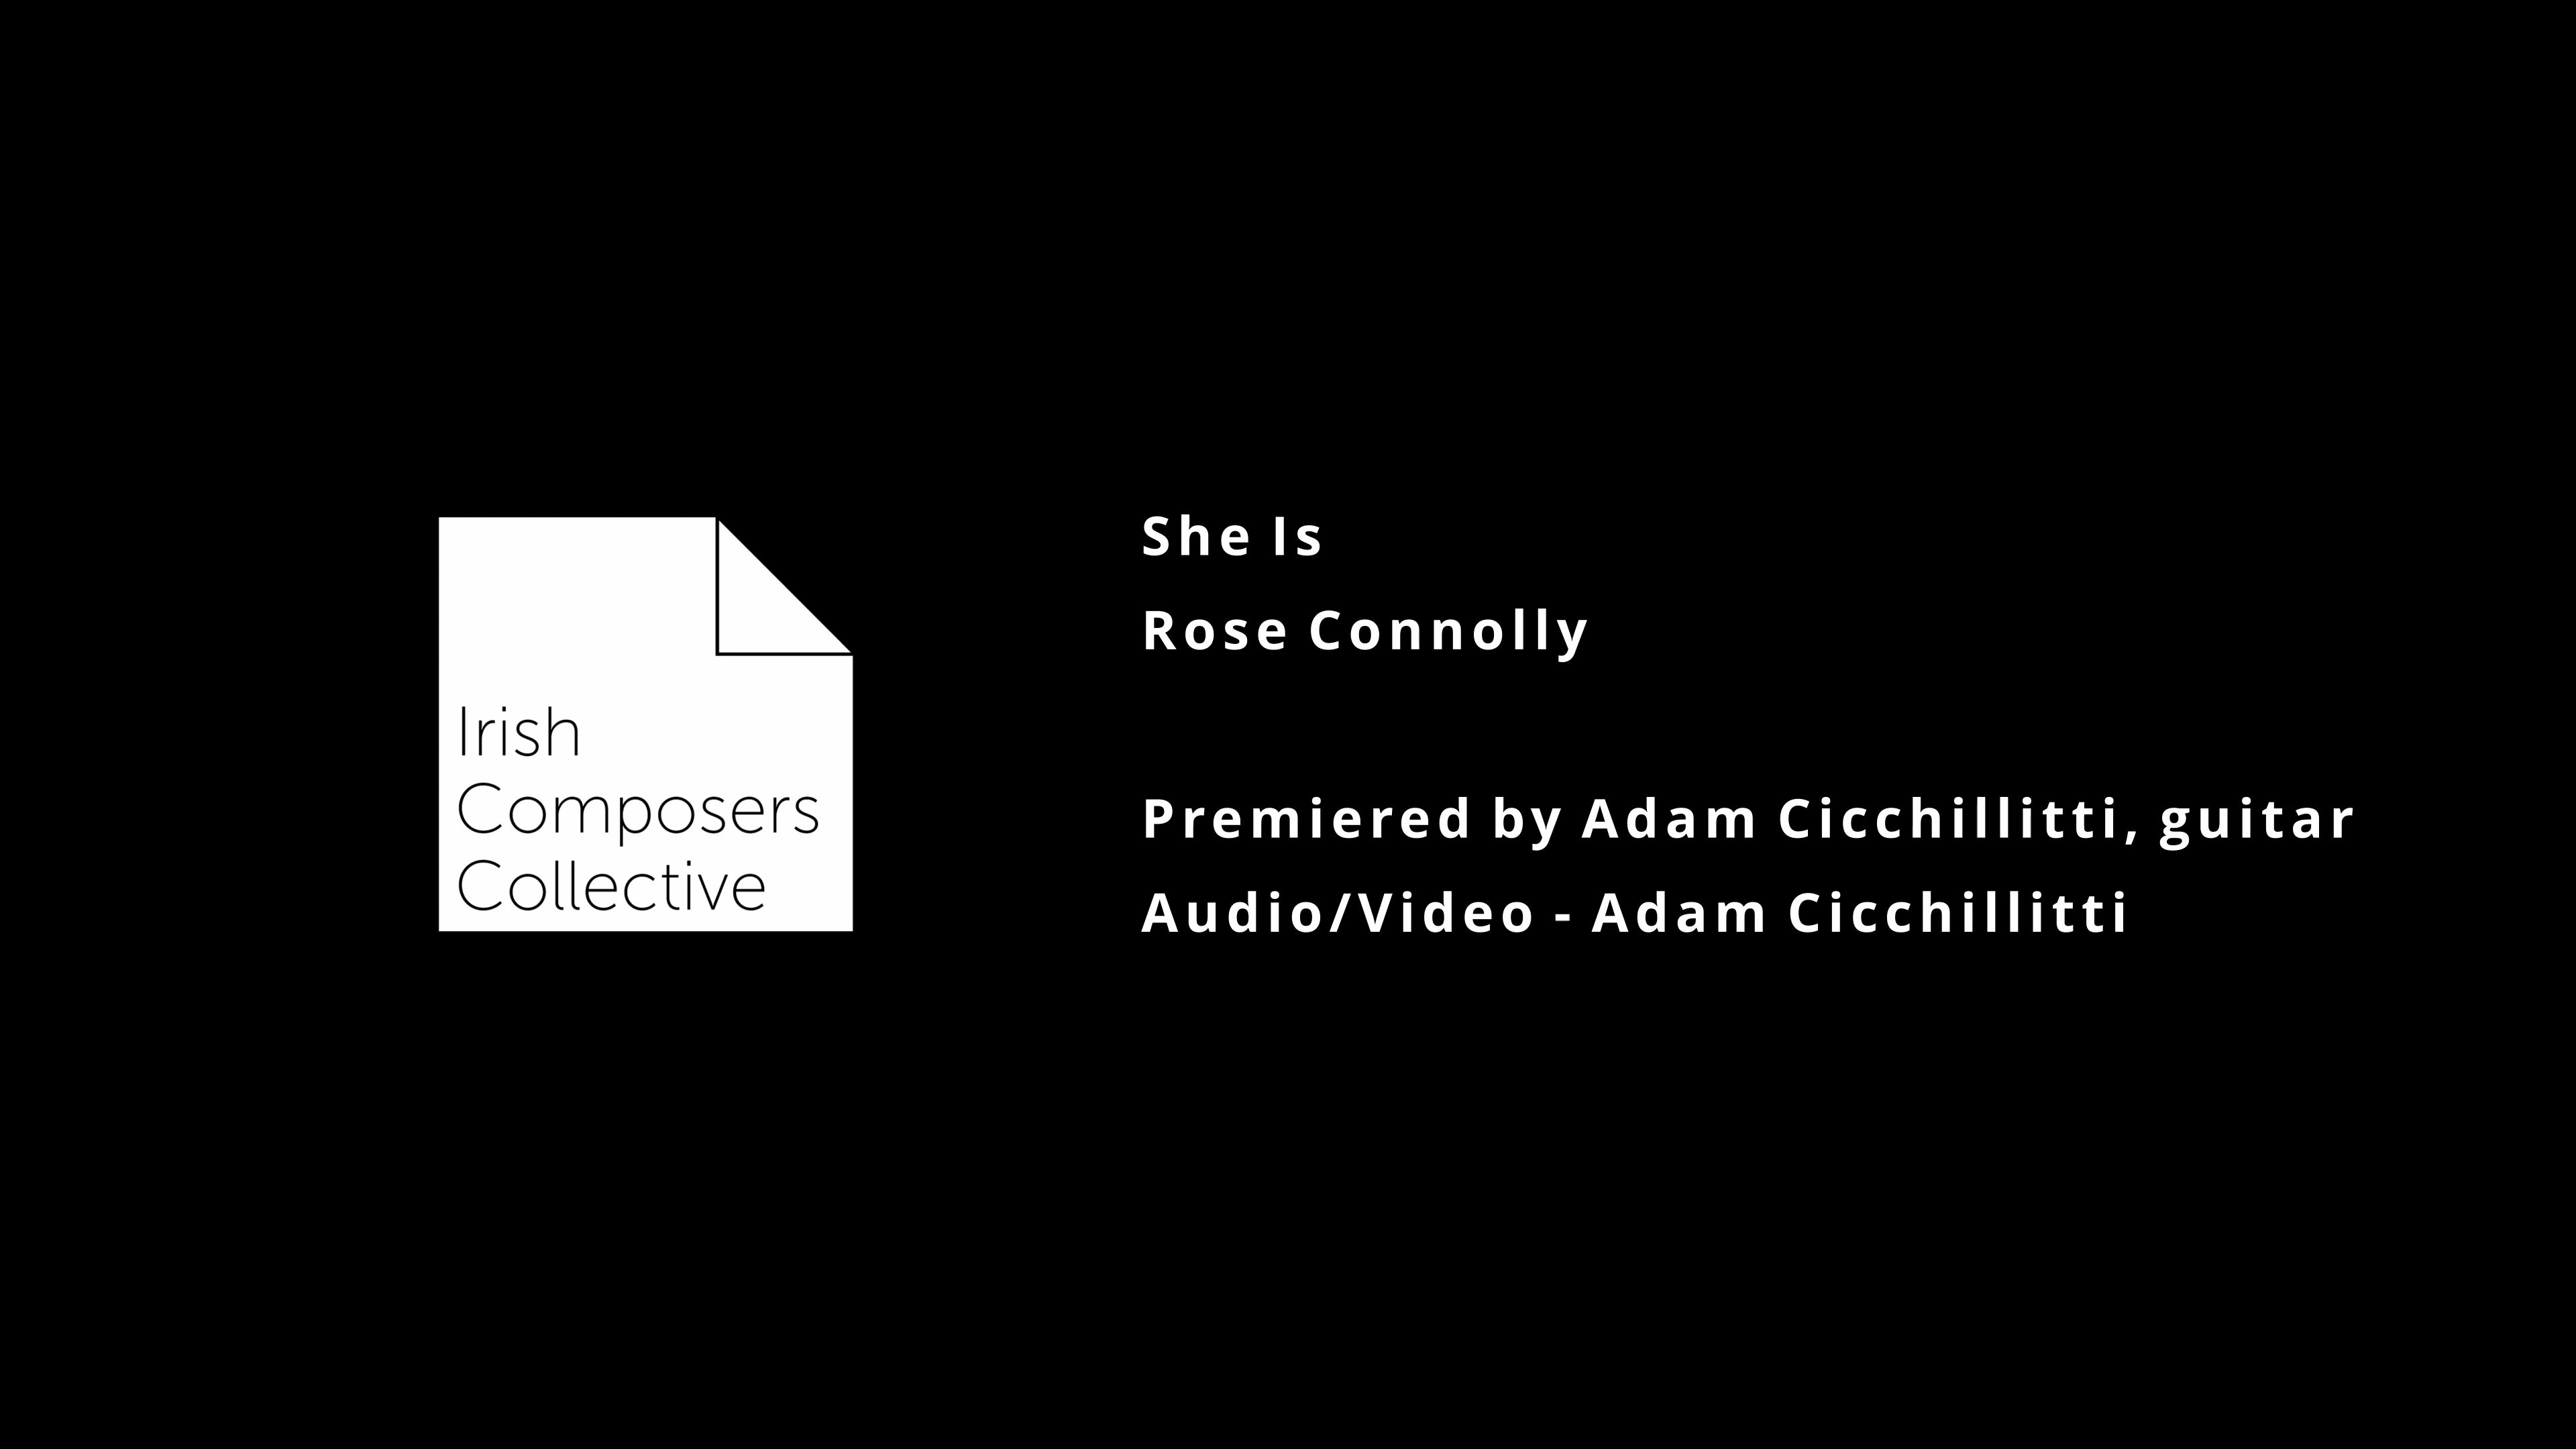 Irish
Composers
Collective
She Is
Rose Connolly
Premiered by Adam Cicchillitti, guitar
Audio/Video - Adam Cicchillitti